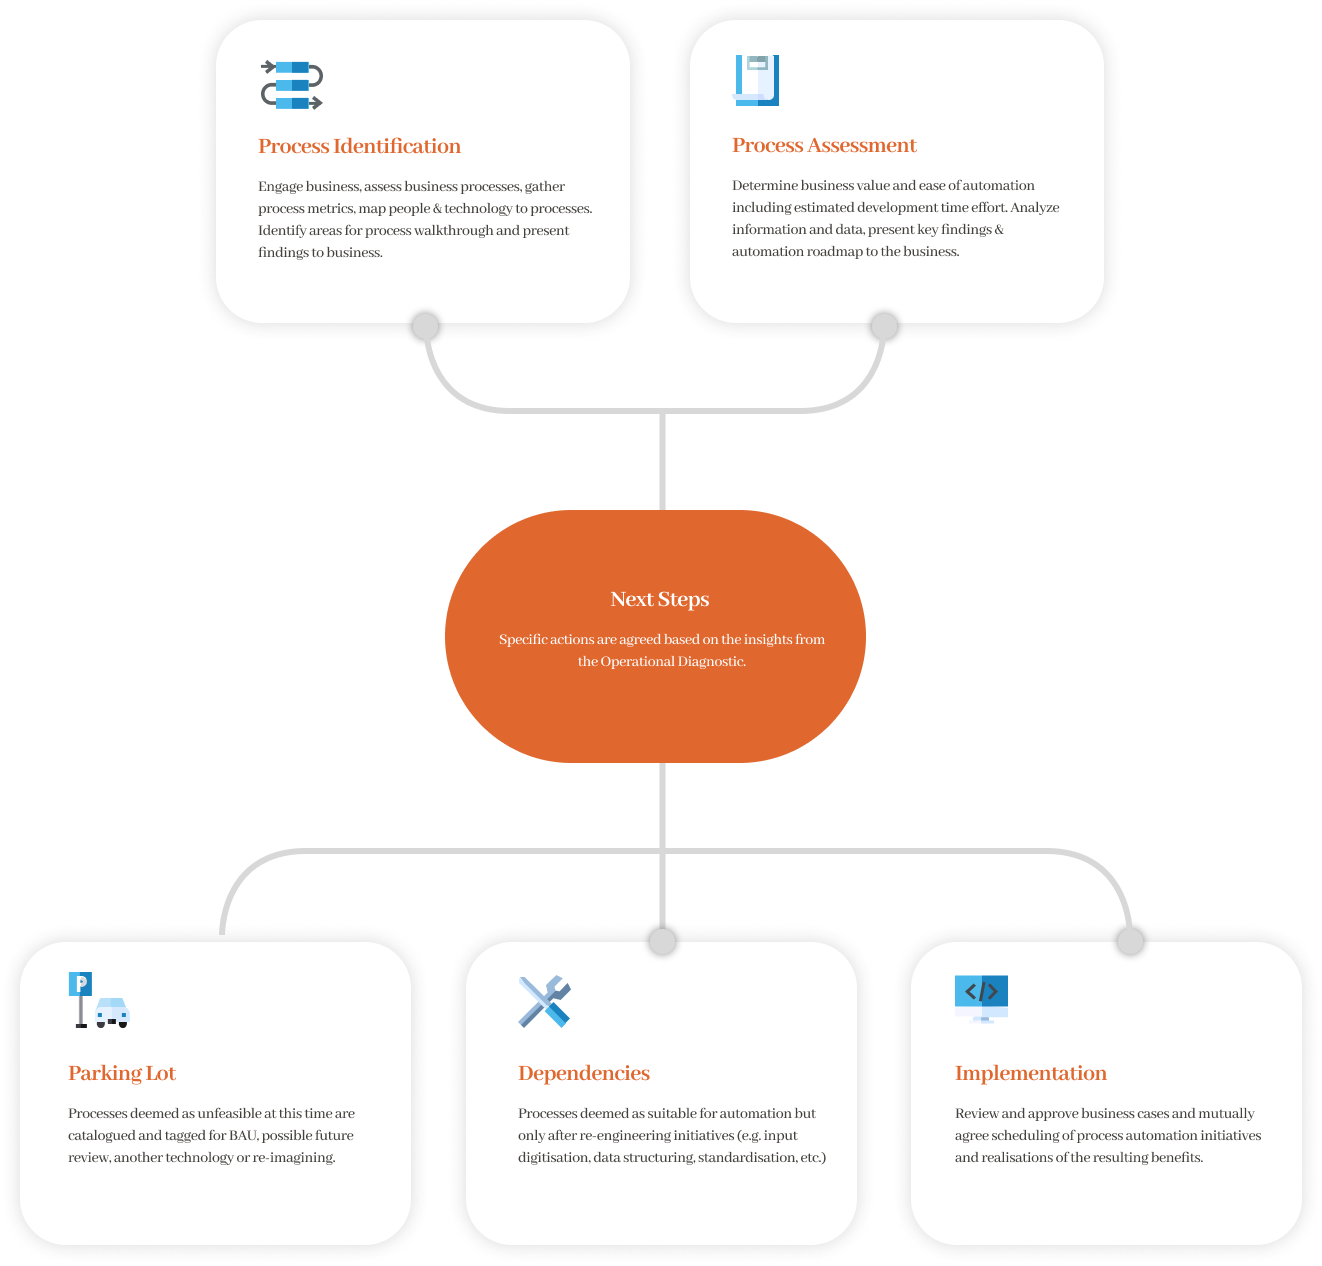 Process Identification
Engage business, assess business processes, gather
process metrics, map people & technology to processes.
Identify areas for process walkthrough and present
findings to business.
Process Assessment
Determine business value and ease of automation
including estimated development time effort. Analyze
information and data, present key findings &
automation roadmap to the business.
Next Steps
Specific actions are agreed based on the insights from
the Operational Diagnostic.
P
Parking Lot
Processes deemed as unfeasible at this time are
catalogued and tagged for BAU, possible future
review, another technology or re-imagining.
Dependencies
Processes deemed as suitable for automation but
only after re-engineering initiatives (e.g. input
digitisation, data structuring, standardisation, etc.)
</>
Implementation
Review and approve business cases and mutually
agree scheduling of process automation initiatives
and realisations of the resulting benefits.